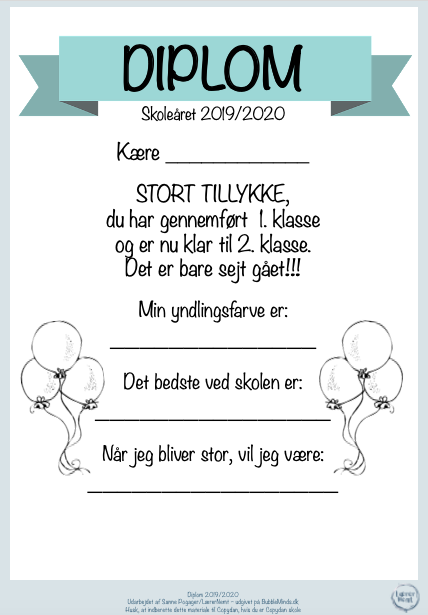 DIPLOM
Skoleåret 2019/2020
Kære _____________
STORT TILLYKKE,
du har gennemført 1. klasse
og er nu klar til 2. klasse.
Det er bare sejt gået!!!
Min yndlingsfarve er:
____________________
Det bedste ved skolen er:
_______________________
Når jeg bliver stor, vil jeg være:
________________________
Diplom 2019/2020
Udarbejdet af Sanne Pogager/LærerNemt - udgivet på BubbleMinds.dk
Husk, at indberette dette materiale til Copydan, hvis du er Copydan skole